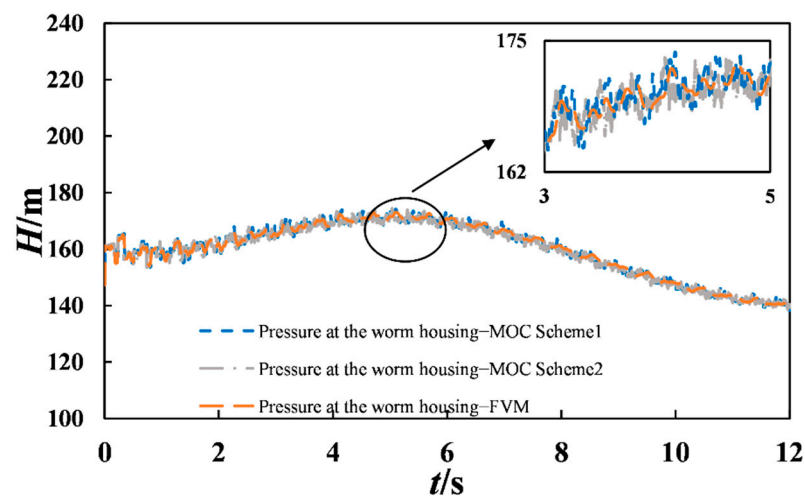 240
220
200
180
160
140
120
100
H/m
175
162
3 5
Pressure at the worm housing−MOC Scheme1
Pressure at the worm housing−MOC Scheme2
Pressure at the worm housing−FVM
0 2 4 6 8 10 12
t/s